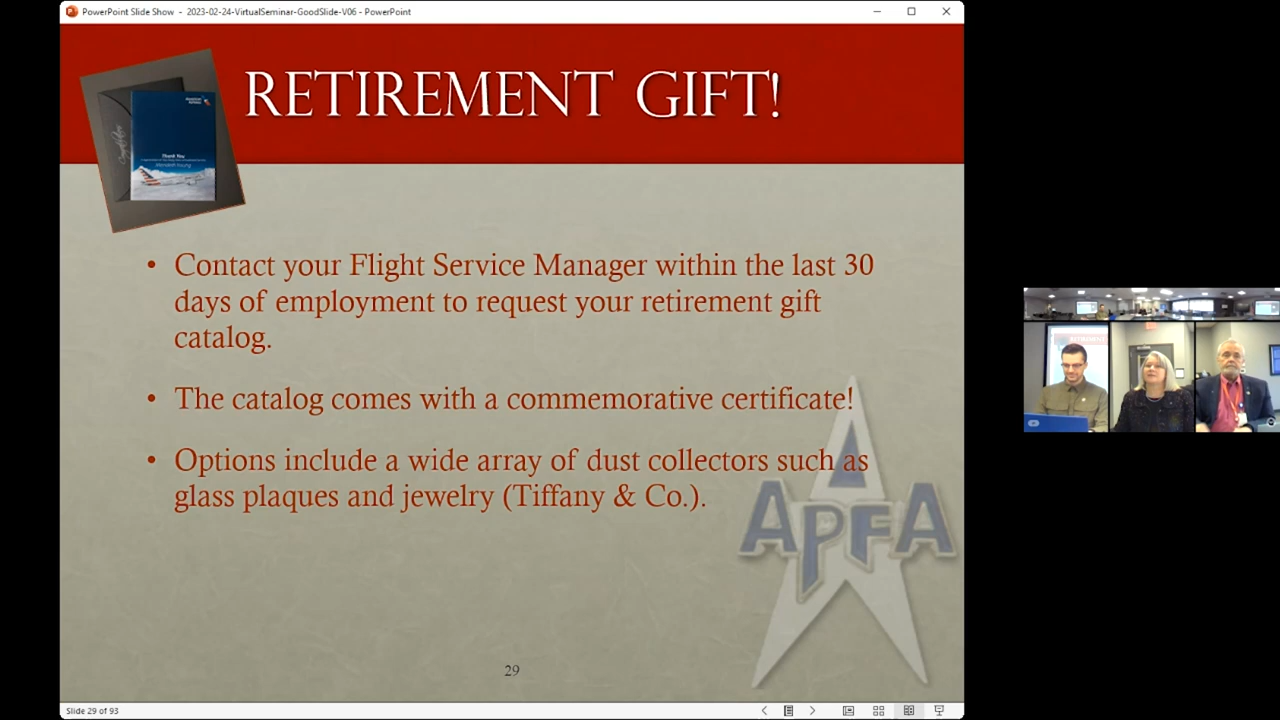 PowerPoint Slide Show - 2023-02-24-VirtualSeminar-GoodSlide-V06 - PowerPoint
RETIREMENT GIFT!
American Airlines
Thank You
• Contact your Flight Service Manager within the last 30
days of employment to request your retirement gift
catalog.
• The catalog comes with a commemorative certificate!
• Options include a wide array of dust collectors such as
glass plaques and jewelry (Tiffany & Co.).
APFA
29
Slide 29 of 93